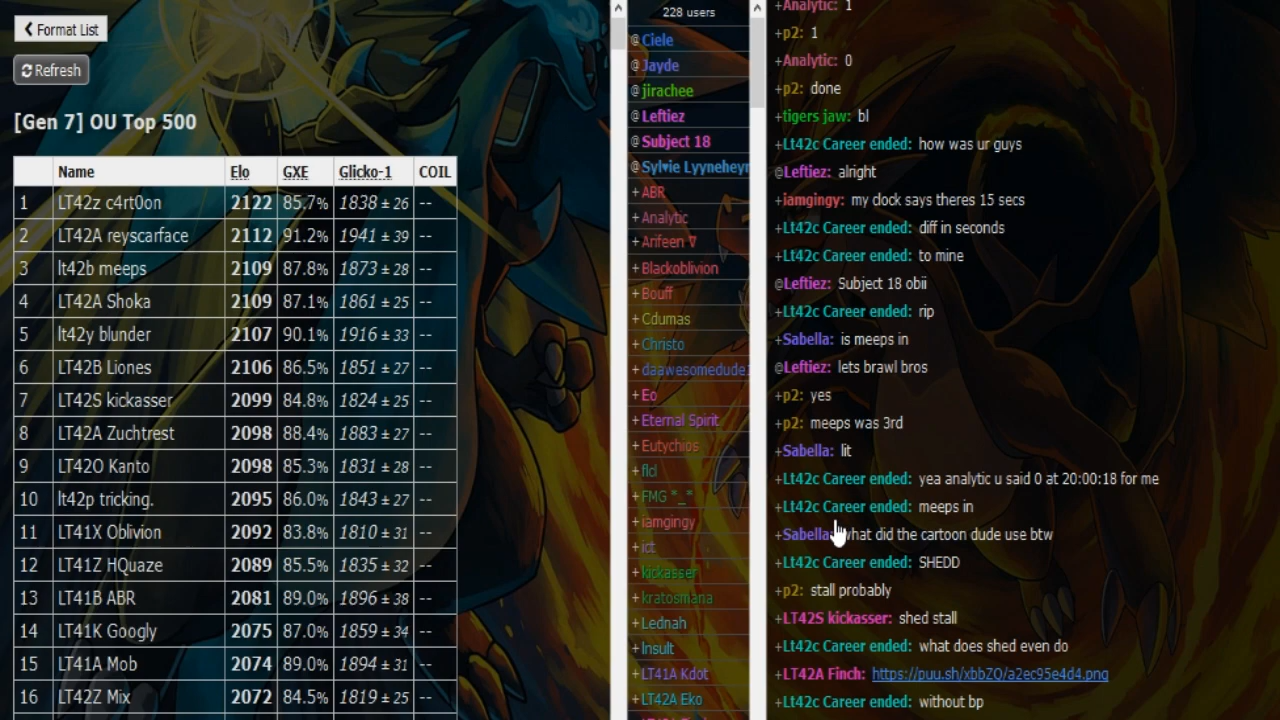 Format List
Refresh
[Gen 7] OU Top 500
Name Elo GXE Glicko-1 COIL
1 LT42z c4rt0on 2122 85.7% 1838 ± 26 --
2 LT42A reyscarface 2112 91.2% 1941 ± 39 --
3 lt42b meeps 2109 87.8% 1873 ± 28 --
4 LT42A Shoka 2109 87.1% 1861 ± 25 --
5 lt42y blunder 2107 90.1% 1916 ± 33 --
6 LT42B Liones 2106 86.5% 1851 ± 27 --
7 LT42S kickasser 2099 84.8% 1824 ± 25 --
8 LT42A Zuchtrest 2098 88.4% 1883 ± 27 --
9 LT42O Kanto 2098 85.3% 1831 ± 28 --
10 lt42p tricking. 2095 86.0% 1843 ± 27 --
11 LT41X Oblivion 2092 83.8% 1810 ± 31 --
12 LT41Z HQuaze 2089 85.5% 1835 ± 32 --
13 LT41B ABR 2081 89.0% 1896 ± 38 --
14 LT41K Googly 2075 87.0% 1859 ± 34 --
15 LT41A Mob 2074 89.0% 1894 ± 31 --
16 LT42Z Mix 2072 84.5% 1819 ± 25 --
228 users
@Ciele
@Jayde
@jirachee
@Leftiez
@Subject 18
@Sylvie Lyyneheyn
+ABR
+Analytic
+Arifeen ∇
+Blackoblivion
+Bouff
+Cdumas
+Christo
+daawesomedude
+Eo
+Eternal Spirit
+Eutychios
+flcl
+FMG *_*
+iamgingy
+ict
+kickasser
+kratosmana
+Lednah
+Insult
+LT41A Kdot
+LT42A Eko
+Analytic: 1
+p2: 1
+Analytic: 0
+p2: done
+tigers jaw: bl
+Lt42c Career ended: how was ur guys
@Leftiez: alright
+iamgingy: my clock says theres 15 secs
+Lt42c Career ended: diff in seconds
+Lt42c Career ended: to mine
@Leftiez: Subject 18 obii
+Lt42c Career ended: rip
+Sabella: is meeps in
@Leftiez: lets brawl bros
+p2: yes
+p2: meeps was 3rd
+Sabella: lit
+Lt42c Career ended: yea analytic u said 0 at 20:00:18 for me
+Lt42c Career ended: meeps in
+Sabella: what did the cartoon dude use btw
+Lt42c Career ended: SHEDD
+p2: stall probably
+LT42S kickasser: shed stall
+Lt42c Career ended: what does shed even do
+LT42A Finch: https://puu.sh/xbbZO/a2ec95e4d4.png
+Lt42c Career ended: without bp